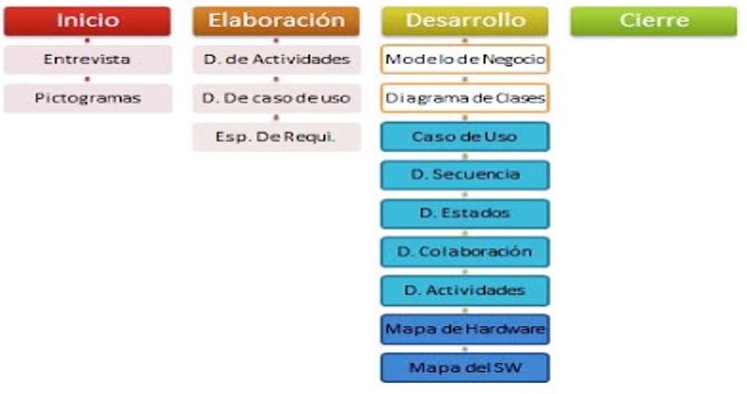 Inicio
Entrevista
Pictogramas
Elaboración
D. de Actividades
D. De caso de uso
Esp. De Requi.
Desarrollo
Modelo de Negocio
Diagrama de Clases
Caso de Uso
D. Secuencia
D. Estados
D. Colaboración
D. Actividades
Mapa de Hardware
Mapa del SW
Cierre